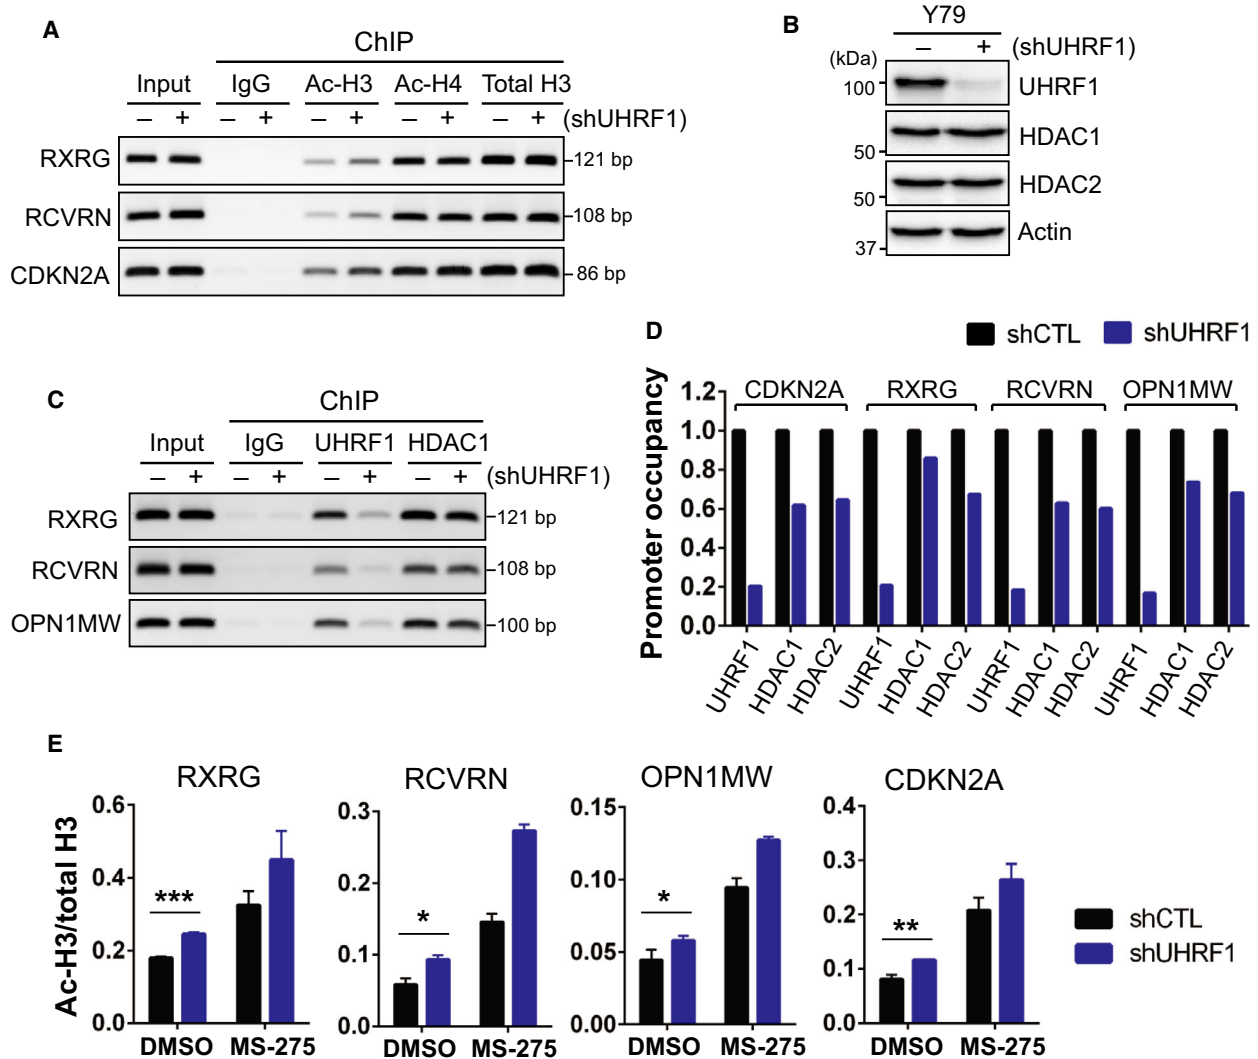 A
ChIP
Input IgG Ac-H3 Ac-H4 Total H3
– + – + – + – + – + (shUHRF1)
RXRG 121 bp
RCVRN 108 bp
CDKN2A 86 bp
B
Y79
(kDa) – + (shUHRF1)
100 UHRF1
HDAC1
50
HDAC2
50
Actin
37
C
ChIP
Input IgG UHRF1 HDAC1
– + – + – + – + (shUHRF1)
RXRG 121 bp
RCVRN 108 bp
OPN1MW 100 bp
D
shCTL shUHRF1
Promoter occupancy
1.2
1.0
0.8
0.6
0.4
0.2
0.0
CDKN2A RXRG RCVRN OPN1MW
UHRF1 HDAC1 HDAC2 UHRF1 HDAC1 HDAC2 UHRF1 HDAC1 HDAC2 UHRF1 HDAC1 HDAC2
E
Ac-H3/total H3
RXRG
0.6
0.4
0.2
0.0
***
DMSO MS-275
RCVRN
0.3
0.2
0.1
0.0
*
DMSO MS-275
OPN1MW
0.15
0.10
0.05
0.00
*
DMSO MS-275
CDKN2A
0.4
0.3
0.2
0.1
0.0
**
DMSO MS-275
shCTL
shUHRF1